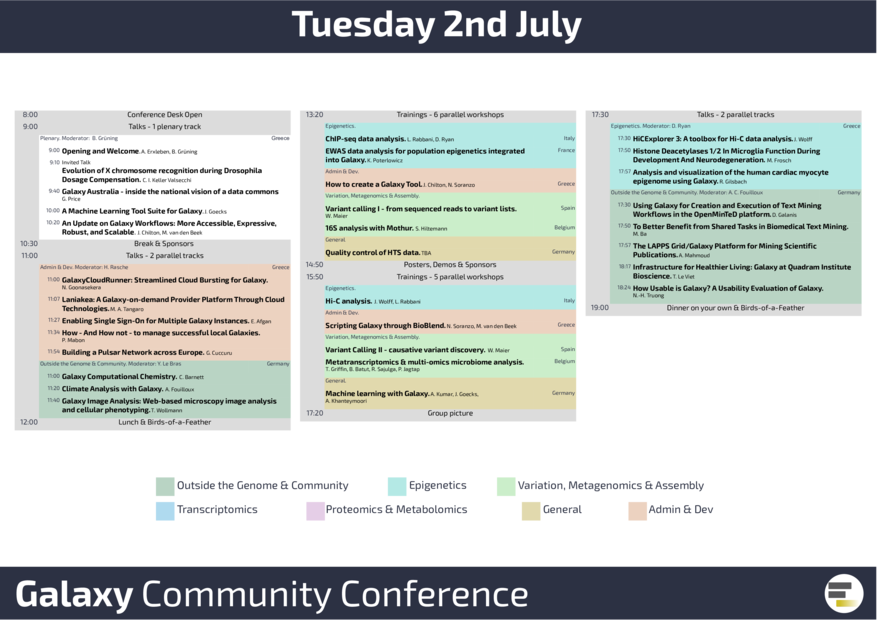 Tuesday 2nd July
8:00 Conference Desk Open
9:00 Talks - 1 plenary track
Plenary. Moderator: B. Grüning Greece
9:00 Opening and Welcome. A. Erxleben, B. Grüning
9:10 Invited Talk
Evolution of X chromosome recognition during Drosophila
Dosage Compensation. C. I. Keller Valsecchi
9:40 Galaxy Australia - inside the national vision of a data commons
G. Price
10:00 A Machine Learning Tool Suite for Galaxy. J. Goecks
10:20 An Update on Galaxy Workflows: More Accessible, Expressive,
Robust, and Scalable. J. Chilton, M. van den Beek
10:30 Break & Sponsors
11:00 Talks - 2 parallel tracks
Admin & Dev. Moderator: H. Rasche Greece
11:00 GalaxyCloudRunner: Streamlined Cloud Bursting for Galaxy.
N. Goonasekera
11:07 Laniakea: A Galaxy-on-demand Provider Platform Through Cloud
Technologies. M. A. Tangaro
11:27 Enabling Single Sign-On for Multiple Galaxy Instances. E. Afgan
11:34 How - And How not - to manage successful local Galaxies.
P. Mabon
11:54 Building a Pulsar Network across Europe. G. Cuccuru
Outside the Genome & Community. Moderator: Y. Le Bras Germany
11:00 Galaxy Computational Chemistry. C. Barnett
11:20 Climate Analysis with Galaxy. A. Fouilloux
11:40 Galaxy Image Analysis: Web-based microscopy image analysis
and cellular phenotyping. T. Wollmann
12:00 Lunch & Birds-of-a-Feather
13:20 Trainings - 6 parallel workshops
Epigenetics.
ChIP-seq data analysis. L. Rabbani, D. Ryan Italy
EWAS data analysis for population epigenetics integrated France
into Galaxy. K. Poterlowicz
Admin & Dev.
How to create a Galaxy Tool. J. Chilton, N. Soranzo Greece
Variation, Metagenomics & Assembly.
Variant calling I - from sequenced reads to variant lists. Spain
W. Maier
16S analysis with Mothur. S. Hiltemann Belgium
General.
Quality control of HTS data. TBA Germany
14:50 Posters, Demos & Sponsors
15:50 Trainings - 5 parallel workshops
Epigenetics.
Hi-C analysis. J. Wolff, L. Rabbani Italy
Admin & Dev.
Scripting Galaxy through BioBlend. N. Soranzo, M. van den Beek Greece
Variation, Metagenomics & Assembly.
Variant Calling II - causative variant discovery. W. Maier Spain
Metatranscriptomics & multi-omics microbiome analysis. Belgium
T. Griffin, B. Batut, R. Sajulga, P. Jagtap
General.
Machine learning with Galaxy. A. Kumar, J. Goecks, Germany
A. Khanteymoori
17:20 Group picture
17:30 Talks - 2 parallel tracks
Epigenetics. Moderator: D. Ryan Greece
17:30 HiCExplorer 3: A toolbox for Hi-C data analysis. J. Wolff
17:50 Histone Deacetylases 1/2 In Microglia Function During
Development And Neurodegeneration. M. Frosch
17:57 Analysis and visualization of the human cardiac myocyte
epigenome using Galaxy. R. Gilsbach
Outside the Genome & Community. Moderator: A. C. Fouilloux Germany
17:30 Using Galaxy for Creation and Execution of Text Mining
Workflows in the OpenMinTeD platform. D. Galanis
17:50 To Better Benefit from Shared Tasks in Biomedical Text Mining.
M. Ba
17:57 The LAPPS Grid/Galaxy Platform for Mining Scientific
Publications. A. Mahmoud
18:17 Infrastructure for Healthier Living: Galaxy at Quadram Institute
Bioscience. T. Le Viet
18:24 How Usable is Galaxy? A Usability Evaluation of Galaxy.
N.-H. Truong
19:00 Dinner on your own & Birds-of-a-Feather
Outside the Genome & Community Epigenetics Variation, Metagenomics & Assembly
Transcriptomics Proteomics & Metabolomics General Admin & Dev
Galaxy Community Conference